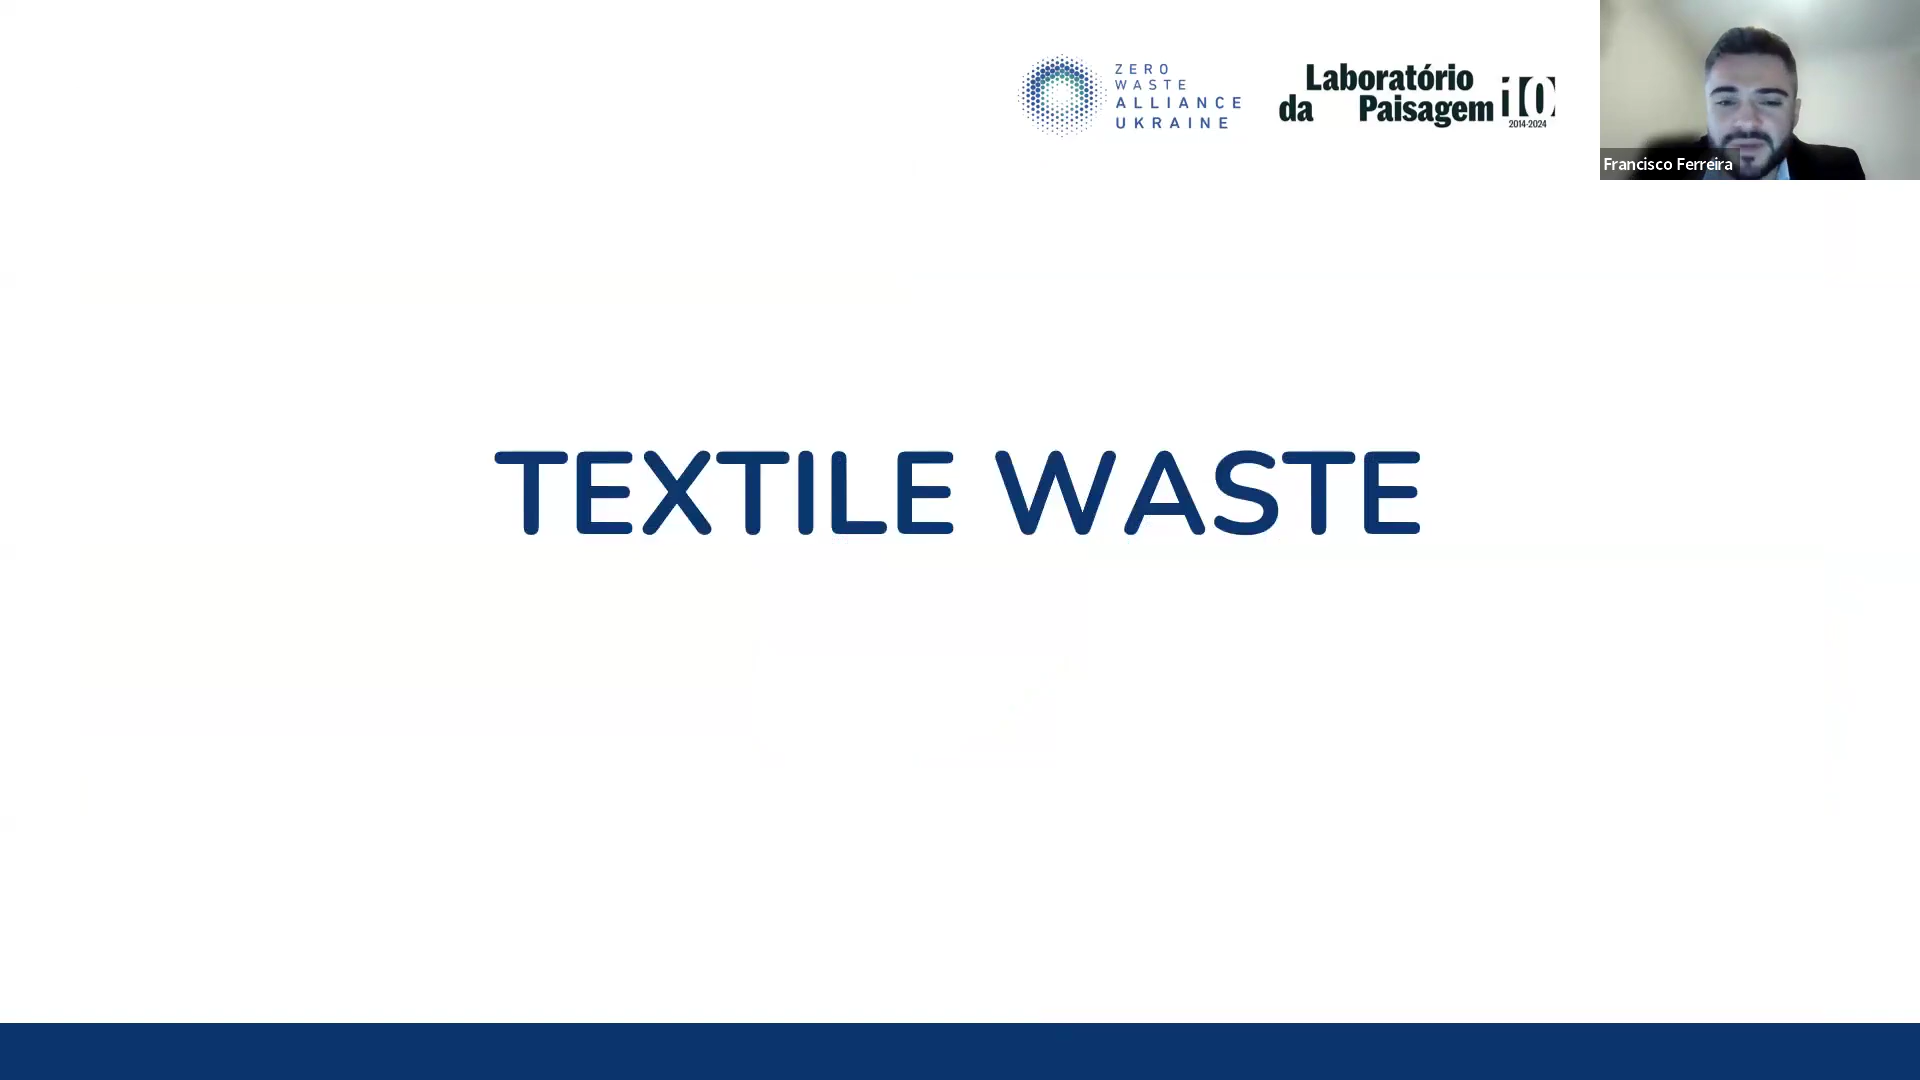 ZERO
WASTE
ALLIANCE
UKRAINE
Laboratório
da Paisagem
10
2014-2024
Francisco Ferreira
TEXTILE WASTE